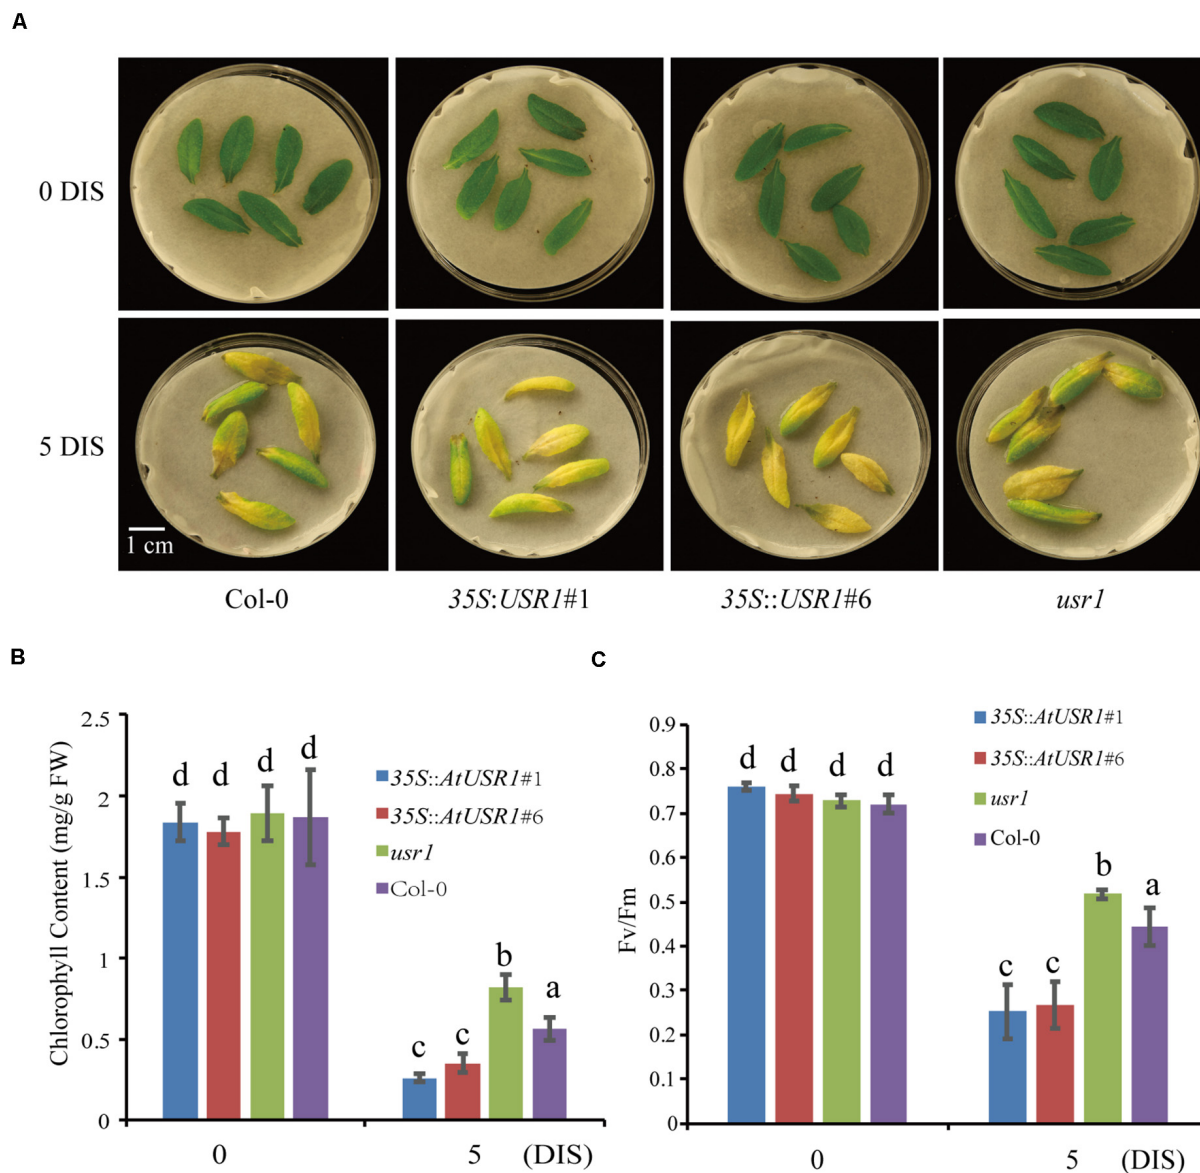 A
0 DIS
5 DIS
1 cm
Col-0
35S:USR1#1
35S::USR1#6
usr1
B
Chlorophyll Content (mg/g FW)
2.5
2
1.5
1
0.5
0
d d d d
c c b a
35S::AtUSR1#1
35S::AtUSR1#6
usr1
Col-0
0 5 (DIS)
C
Fv/Fm
0.9
0.8
0.7
0.6
0.5
0.4
0.3
0.2
0.1
0
d d d d
c c b a
35S::AtUSR1#1
35S::AtUSR1#6
usr1
Col-0
0 5 (DIS)